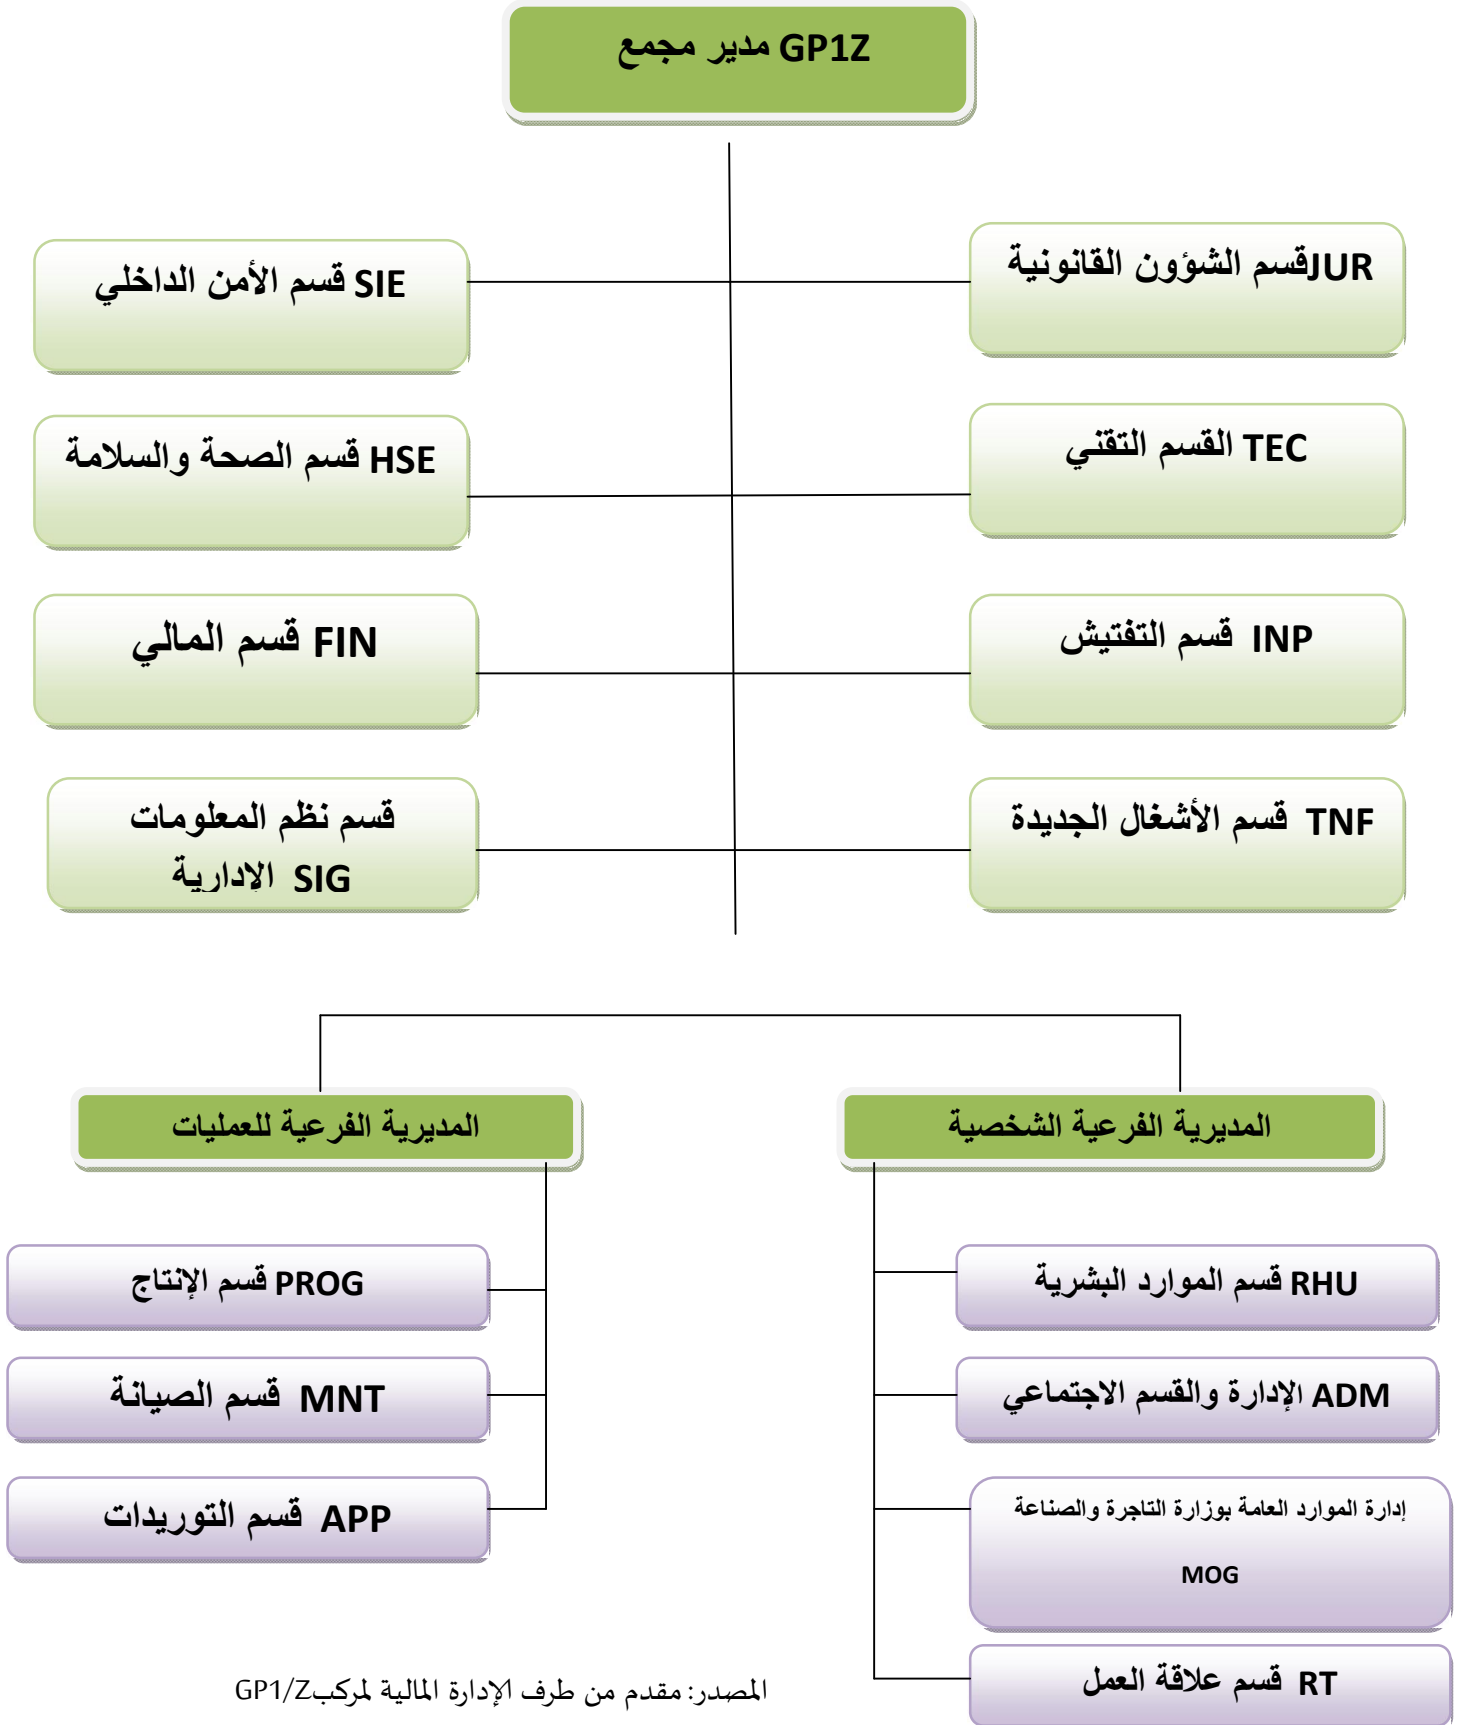 مدير مجمع GP1Z
قسم الشؤون القانونيةJUR
قسم الأمن الداخلي SIE
القسم التقني TEC
قسم الصحة والسلامة HSE
قسم التفتيش INP
قسم المالي FIN
قسم الأشغال الجديدة TNF
قسم نظم المعلومات
الإدارية SIG
المديرية الفرعية الشخصية
المديرية الفرعية للعمليات
قسم الموارد البشرية RHU
الإدارة والقسم الاجتماعي ADM
إدارة الموارد العامة بوزارة التاجرة والصناعة
MOG
قسم علاقة العمل RT
قسم الإنتاج PROG
قسم الصيانة MNT
قسم التوريدات APP
المصدر: مقدم من طرف الإدارة المالية لمركبGP1/Z